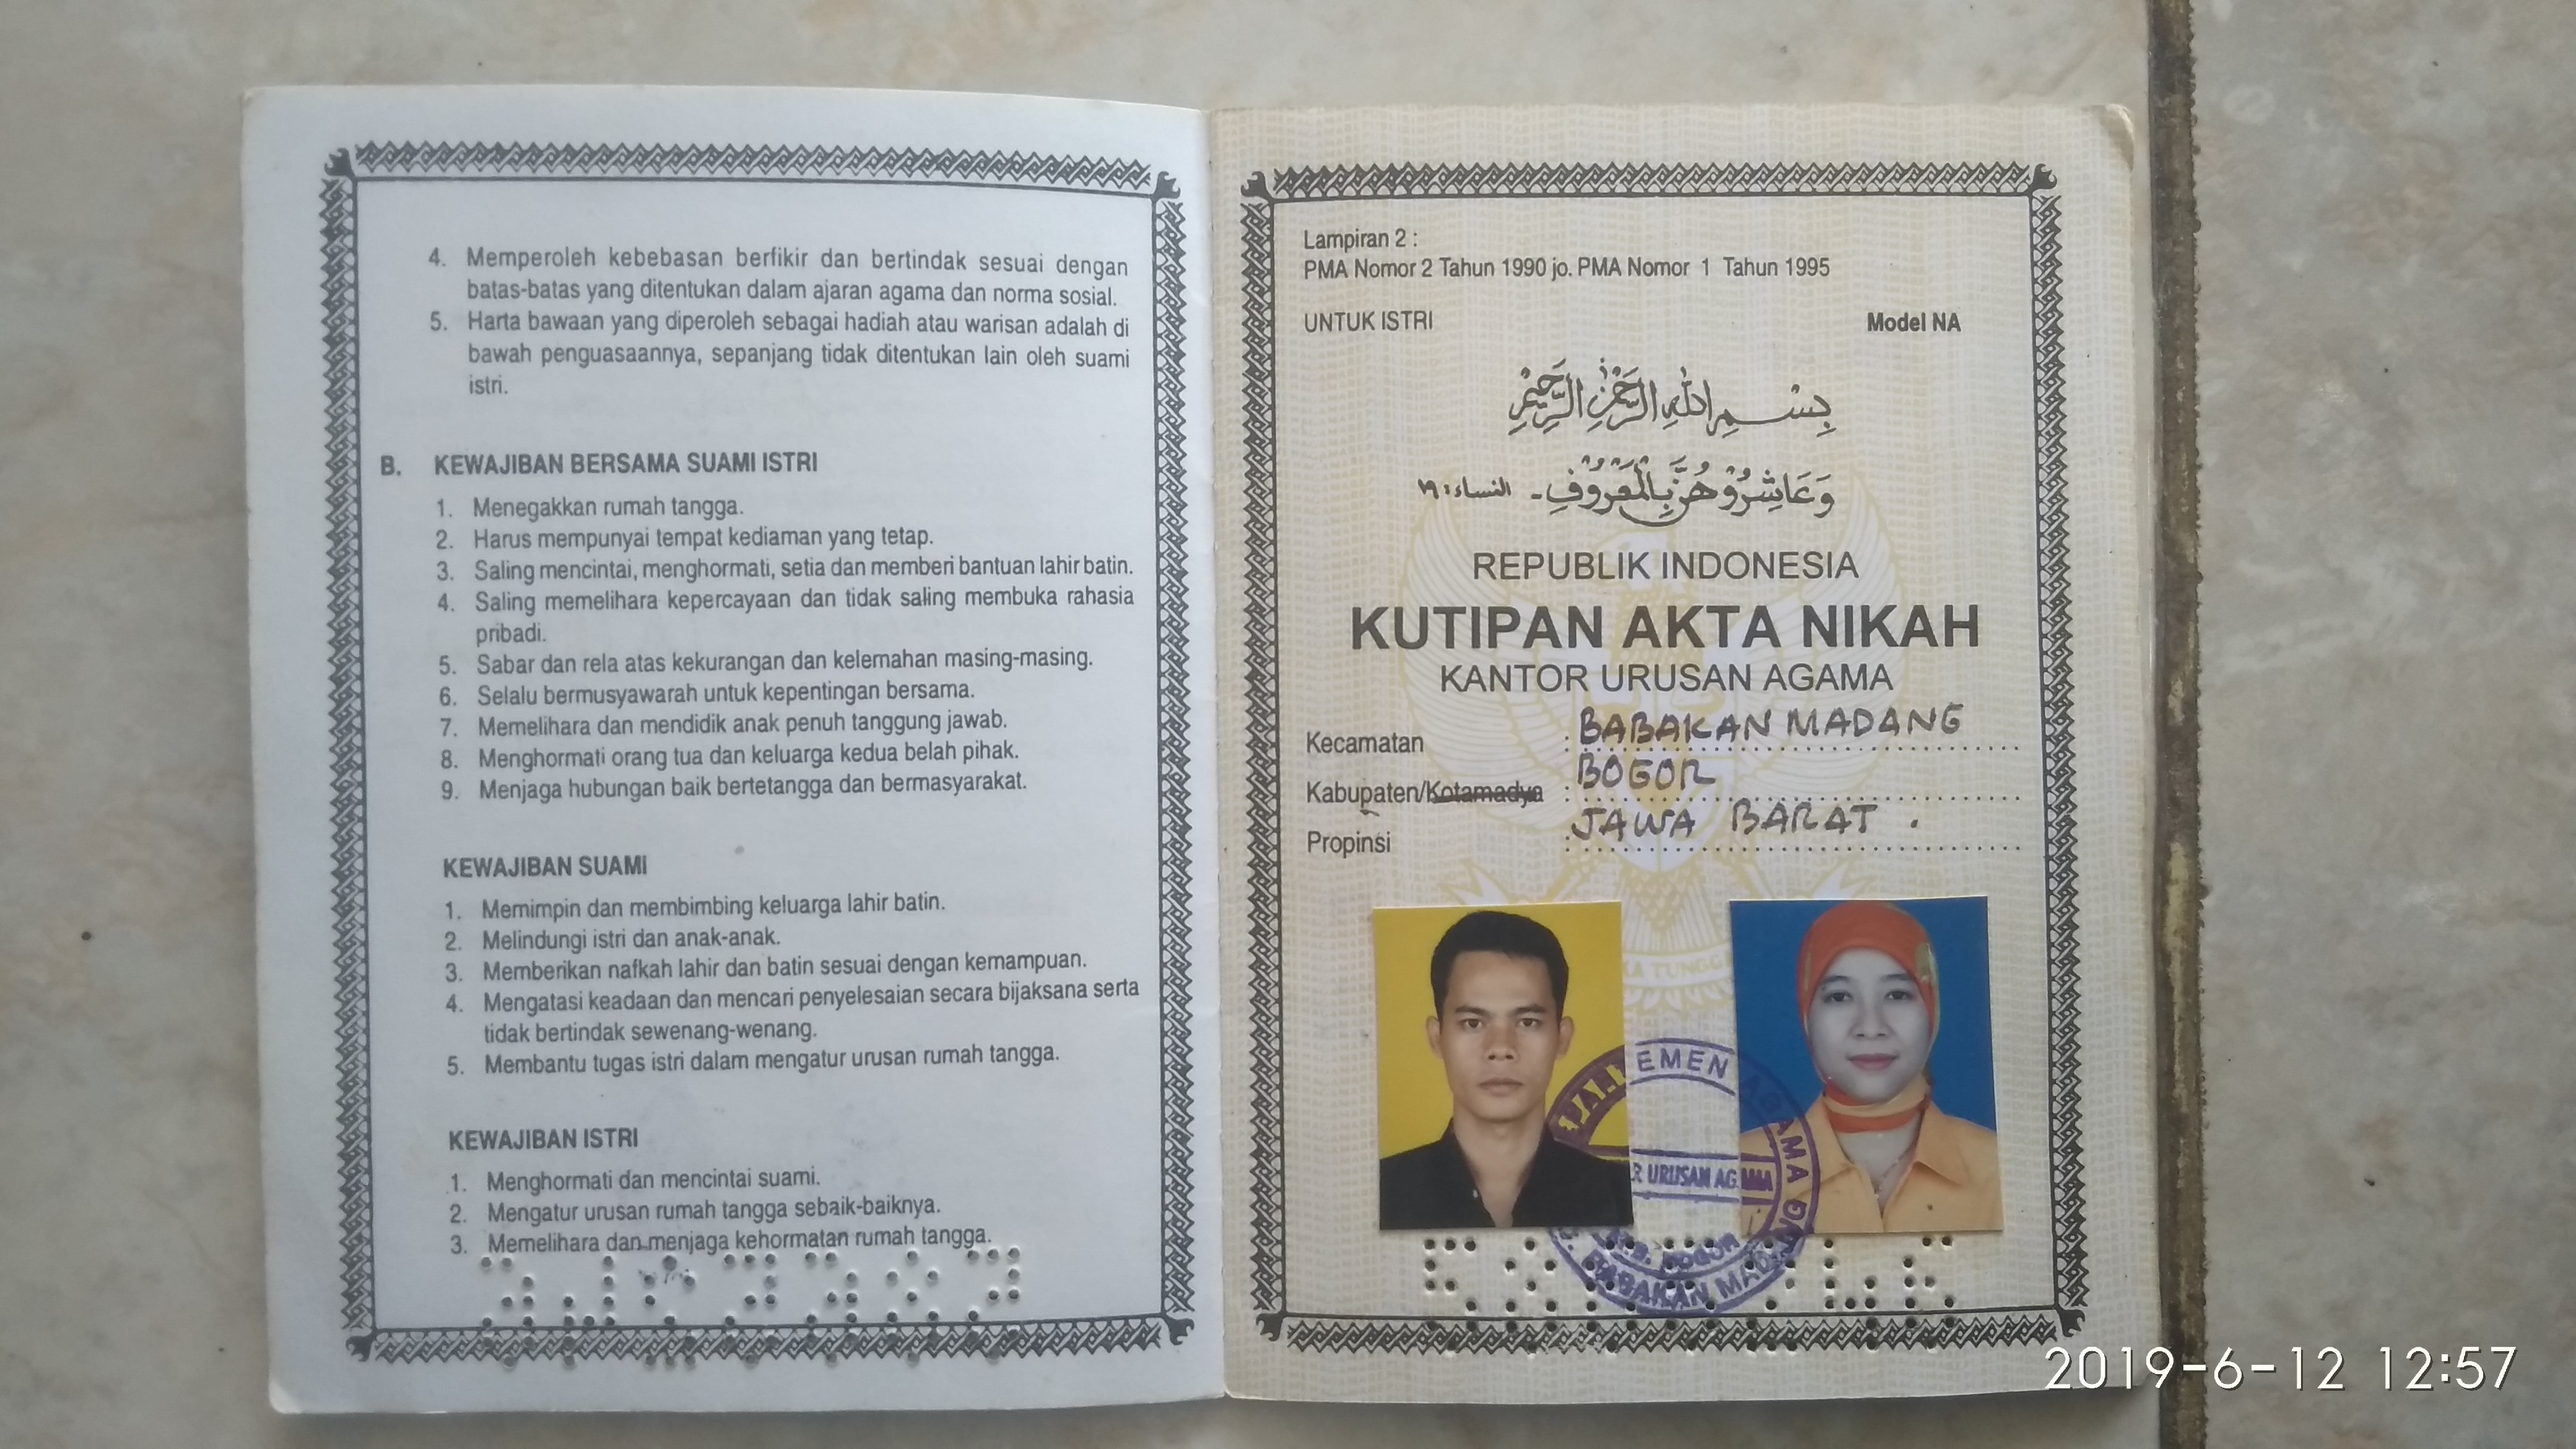 4. Memperoleh kebebasan berfikir dan bertindak sesuai dengan
batas-batas yang ditentukan dalam ajaran agama dan norma sosial.
5. Harta bawaan yang diperoleh sebagai hadiah atau warisan adalah di
bawah penguasaannya, sepanjang tidak ditentukan lain oleh suami
istri.
B. KEWAJIBAN BERSAMA SUAMI ISTRI
1. Menegakkan rumah tangga.
2. Harus mempunyai tempat kediaman yang tetap.
3. Saling mencintai, menghormati, setia dan memberi bantuan lahir batin.
4. Saling memelihara kepercayaan dan tidak saling membuka rahasia
pribadi.
5. Sabar dan rela atas kekurangan dan kelemahan masing-masing.
6. Selalu bermusyawarah untuk kepentingan bersama.
7. Memelihara dan mendidik anak penuh tanggung jawab.
8. Menghormati orang tua dan keluarga kedua belah pihak.
9. Menjaga hubungan baik bertetangga dan bermasyarakat.
KEWAJIBAN SUAMI
1. Memimpin dan membimbing keluarga lahir batin.
2. Melindungi istri dan anak-anak.
3. Memberikan nafkah lahir dan batin sesuai dengan kemampuan.
4. Mengatasi keadaan dan mencari penyelesaian secara bijaksana serta
tidak bertindak sewenang-wenang.
5. Membantu tugas istri dalam mengatur urusan rumah tangga.
KEWAJIBAN ISTRI
1. Menghormati dan mencintai suami.
2. Mengatur urusan rumah tangga sebaik-baiknya.
3. Memelihara dan menjaga kehormatan rumah tangga.
Lampiran 2 :
PMA Nomor 2 Tahun 1990 jo. PMA Nomor 1 Tahun 1995
UNTUK ISTRI Model NA
بِسْمِ اللهِ الرَّحْمٰنِ الرَّحِيْمِ
وَعَاشِرُوْهُنَّ بِالْمَعْرُوْفِ - النساء: ١٩
REPUBLIK INDONESIA
KUTIPAN AKTA NIKAH
KANTOR URUSAN AGAMA
Kecamatan : BABAKAN MADANG
Kabupaten/Kotamadya : BOGOR
Propinsi : JAWA BARAT .
EMEN AGAMA
R URUSAN AGAMA
KAB. BOGOR
BABAKAN MADANG
2019-6-12 12:57